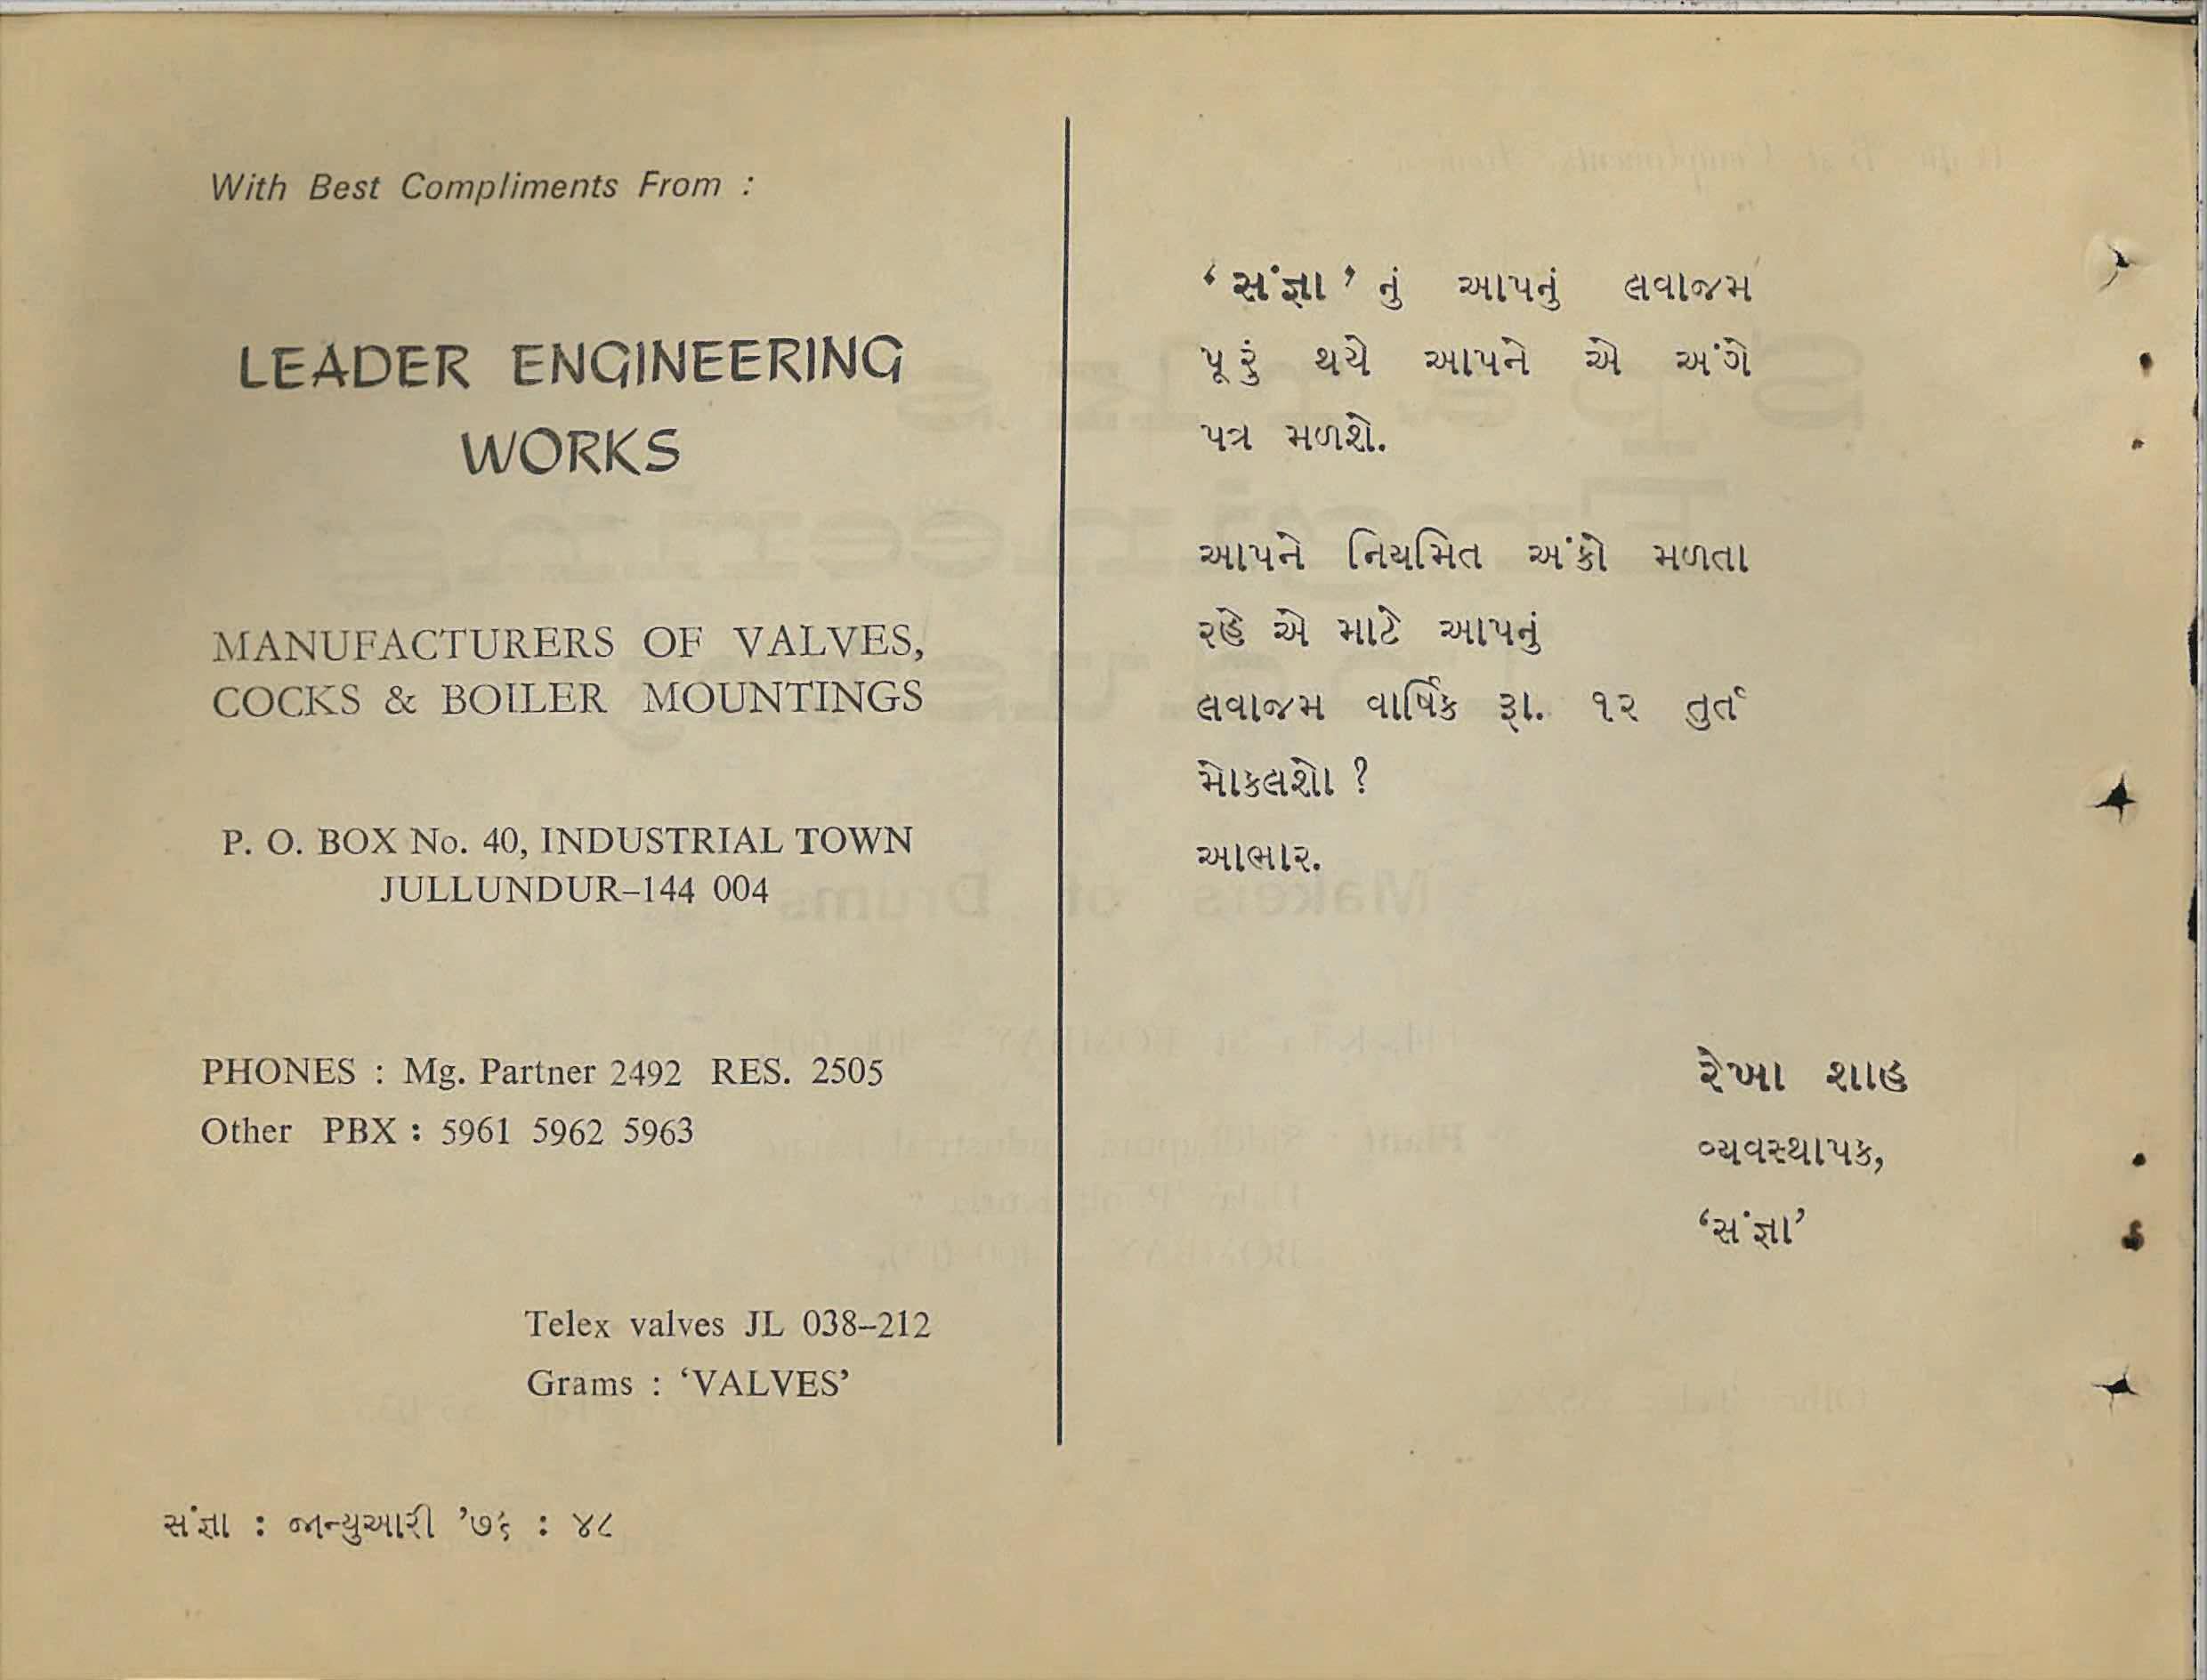 With Best Compliments From :
LEADER ENGINEERING
WORKS
MANUFACTURERS OF VALVES,
COCKS & BOILER MOUNTINGS
P. O. BOX No. 40, INDUSTRIAL TOWN
JULLUNDUR–144 004
PHONES : Mg. Partner 2492 RES. 2505
Other PBX : 5961 5962 5963
Telex valves JL 038–212
Grams : ‘VALVES’
‘સંજ્ઞા’ નું આપનું લવાજમ
પૂરું થયે આપને એ અંગે
પત્ર મળશે.
આપને નિયમિત અંકો મળતા
રહે એ માટે આપનું
લવાજમ વાર્ષિક રૂા. ૧૨ તુર્ત
મોકલશો ?
આભાર.
રેખા શાહ
વ્યવસ્થાપક,
‘સંજ્ઞા’
સંજ્ઞા : જાન્યુઆરી ’૭૬ : ૪૮